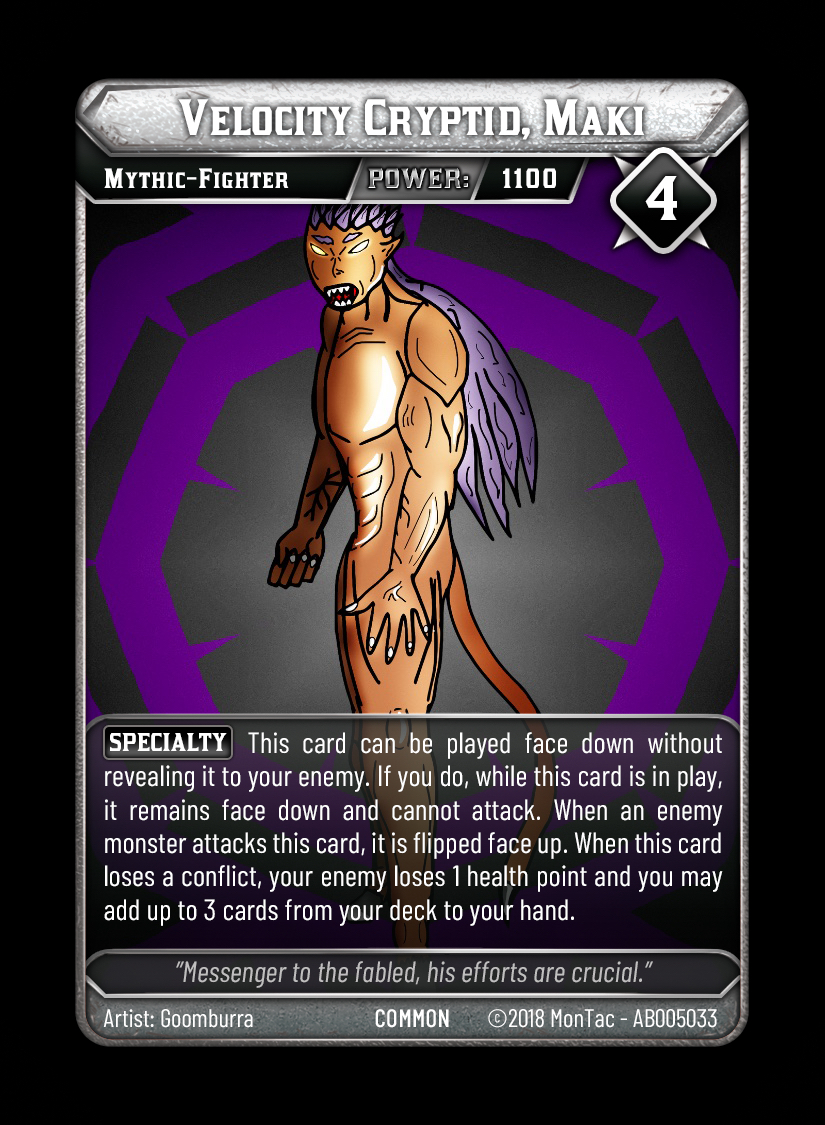 Velocity Cryptid, Maki
Mythic-Fighter POWER: 1100
4
SPECIALTY This card can be played face down without
revealing it to your enemy. If you do, while this card is in play,
it remains face down and cannot attack. When an enemy
monster attacks this card, it is flipped face up. When this card
loses a conflict, your enemy loses 1 health point and you may
add up to 3 cards from your deck to your hand.
"Messenger to the fabled, his efforts are crucial."
Artist: Goomburra COMMON ©2018 MonTac - AB005033